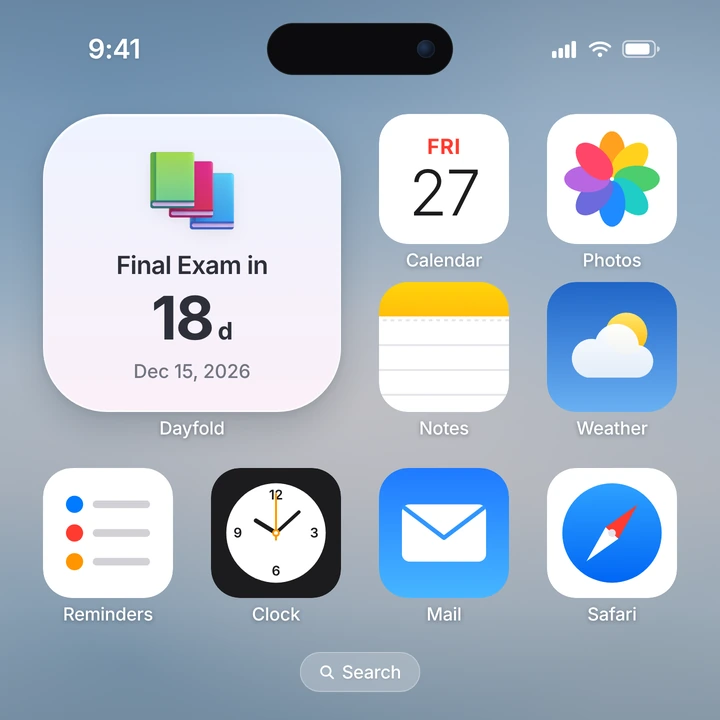 9:41
Final Exam in
18 d
Dec 15, 2026
Dayfold
FRI
27
Calendar
Photos
Notes
Weather
Reminders
12
9
3
6
Clock
Mail
Safari
Search